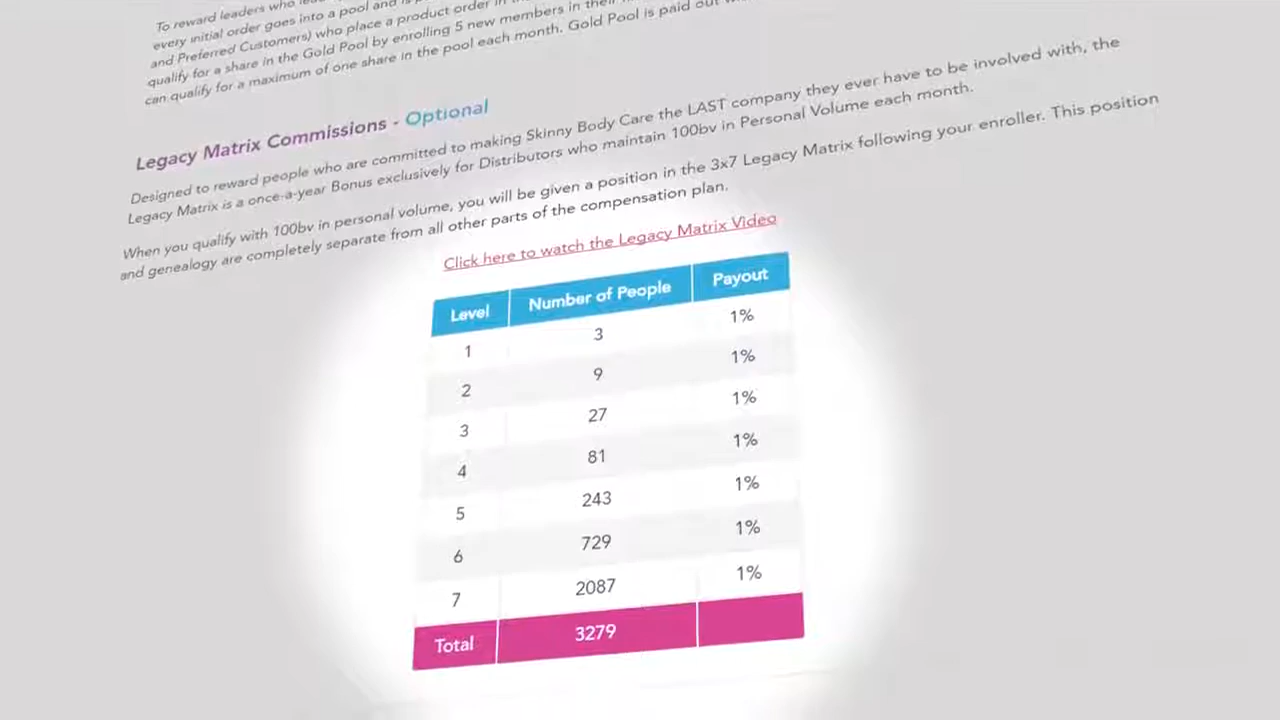 To reward leaders who
every initial order goes into a pool and is
and Preferred Customers) who place a product order in
qualify for a share in the Gold Pool by enrolling 5 new members in their
can qualify for a maximum of one share in the pool each month. Gold Pool is paid out
Legacy Matrix Commissions - Optional
Designed to reward people who are committed to making Skinny Body Care the LAST company they ever have to be involved with, the
Legacy Matrix is a once-a-year Bonus exclusively for Distributors who maintain 100bv in Personal Volume each month.
When you qualify with 100bv in personal volume, you will be given a position in the 3x7 Legacy Matrix following your enroller. This position
and genealogy are completely separate from all other parts of the compensation plan.
Click here to watch the Legacy Matrix Video
Level Number of People Payout
1 3 1%
2 9 1%
3 27 1%
4 81 1%
5 243 1%
6 729 1%
7 2087 1%
Total 3279